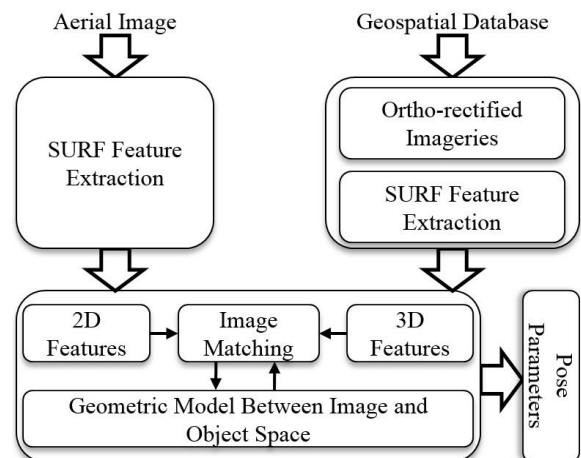 Aerial Image
Geospatial Database
SURF Feature
Extraction
Ortho-rectified
Imageries
SURF Feature
Extraction
2D
Features
Image
Matching
3D
Features
Geometric Model Between Image and
Object Space
Pose
Parameters